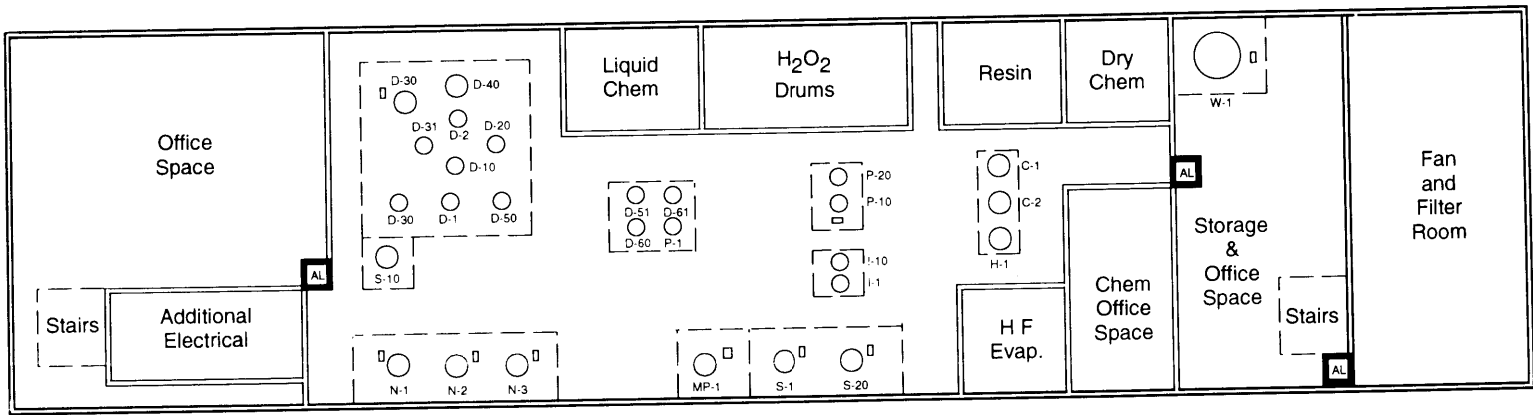 Office
Space
D-30
D-40
D-31
D-2
D-20
D-10
D-30
D-1
D-50
S-10
AL
Stairs
Additional
Electrical
N-1
N-2
N-3
Liquid
Chem
H2O2
Drums
D-51
D-61
D-60
P-1
P-20
P-10
I-10
I-1
MP-1
S-1
S-20
Resin
Dry
Chem
C-1
C-2
H-1
H F
Evap.
Chem
Office
Space
W-1
AL
Storage
&
Office
Space
Stairs
AL
Fan
and
Filter
Room